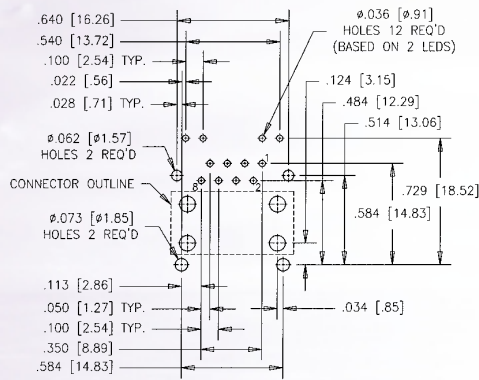 .640 [16.26]
.540 [13.72]
.100 [2.54] TYP.
.022 [.56]
.028 [.71] TYP.
ø.062 [ø1.57]
HOLES 2 REQ'D
CONNECTOR OUTLINE
ø.073 [ø1.85]
HOLES 2 REQ'D
.113 [2.86]
.050 [1.27] TYP.
.100 [2.54] TYP.
.350 [8.89]
.584 [14.83]
ø.036 [ø.91]
HOLES 12 REQ'D
(BASED ON 2 LEDS)
.124 [3.15]
.484 [12.29]
.514 [13.06]
1
8
2
.729 [18.52]
.584 [14.83]
.034 [.85]